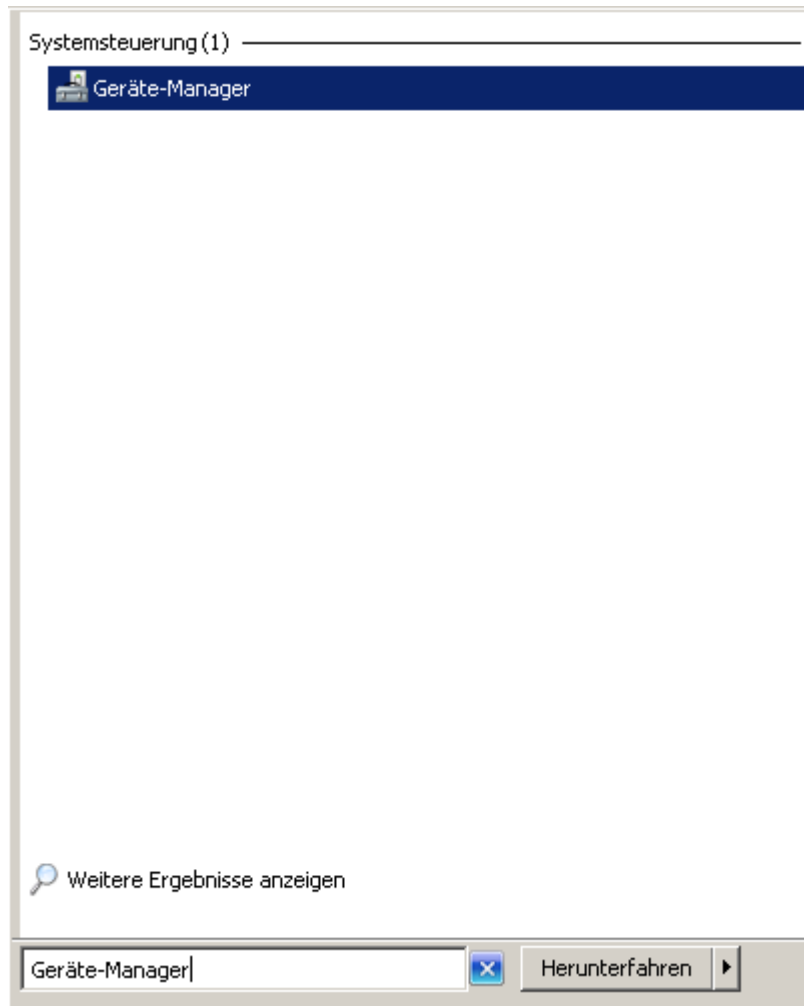 Systemsteuerung (1)
Geräte-Manager
Weitere Ergebnisse anzeigen
Geräte-Manager
Herunterfahren